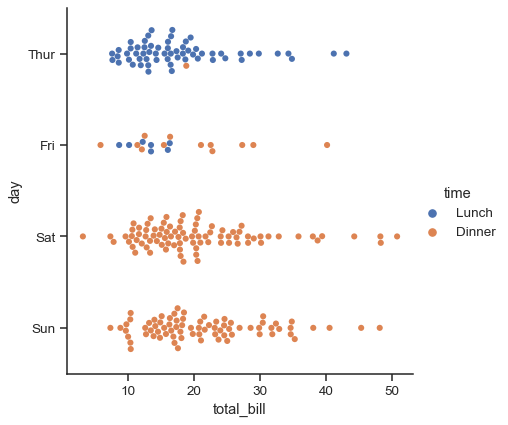 Thur
Fri
Sat
Sun
day
10 20 30 40 50
total_bill
time
Lunch
Dinner